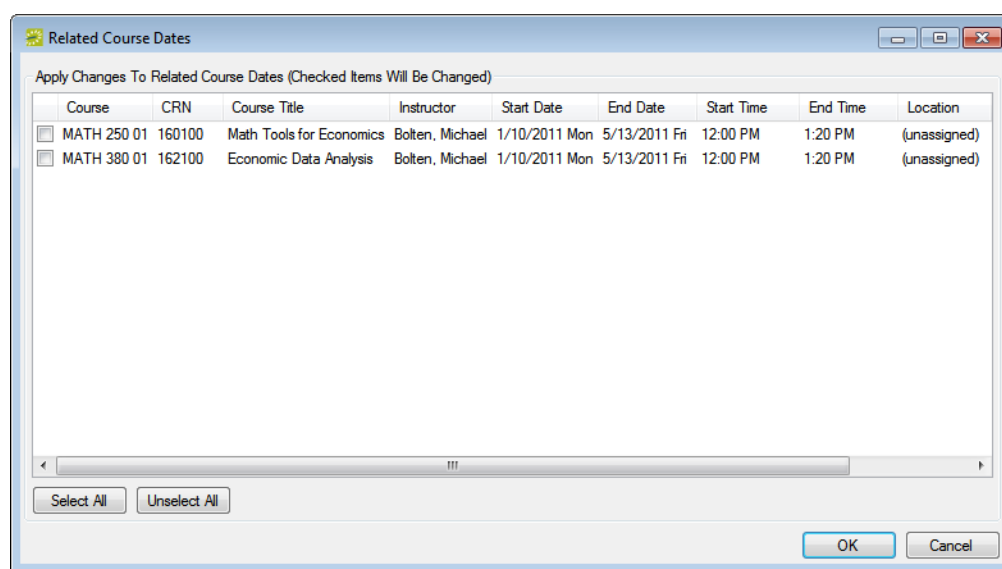 Related Course Dates
Apply Changes To Related Course Dates (Checked Items Will Be Changed)
Course CRN Course Title Instructor Start Date End Date Start Time End Time Location
MATH 250 01 160100 Math Tools for Economics Bolten, Michael 1/10/2011 Mon 5/13/2011 Fri 12:00 PM 1:20 PM (unassigned)
MATH 380 01 162100 Economic Data Analysis Bolten, Michael 1/10/2011 Mon 5/13/2011 Fri 12:00 PM 1:20 PM (unassigned)
Select All Unselect All
OK Cancel